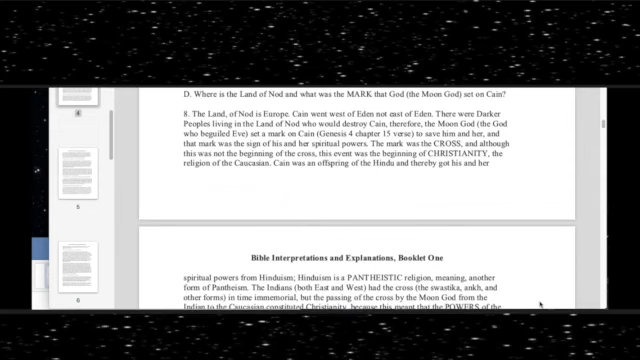 D. Where is the Land of Nod and what was the MARK that God (the Moon God) set on Cain?
8. The Land, of Nod is Europe. Cain went west of Eden not east of Eden. There were Darker
Peoples living in the Land of Nod who would destroy Cain, therefore, the Moon God (the God
who beguiled Eve) set a mark on Cain (Genesis 4 chapter 15 verse) to save him and her, and
that mark was the sign of his and her spiritual powers. The mark was the CROSS, and although
this was not the beginning of the cross, this event was the beginning of CHRISTIANITY, the
religion of the Caucasian. Cain was an offspring of the Hindu and thereby got his and her
Bible Interpretations and Explanations, Booklet One
spiritual powers from Hinduism; Hinduism is a PANTHEISTIC religion, meaning, another
form of Pantheism. The Indians (both East and West) had the cross (the swastika, ankh, and
other forms) in time immemorial, but the passing of the cross by the Moon God from the
Indian to the Caucasian constituted Christianity, because this meant that the POWERS of the
4
5
6